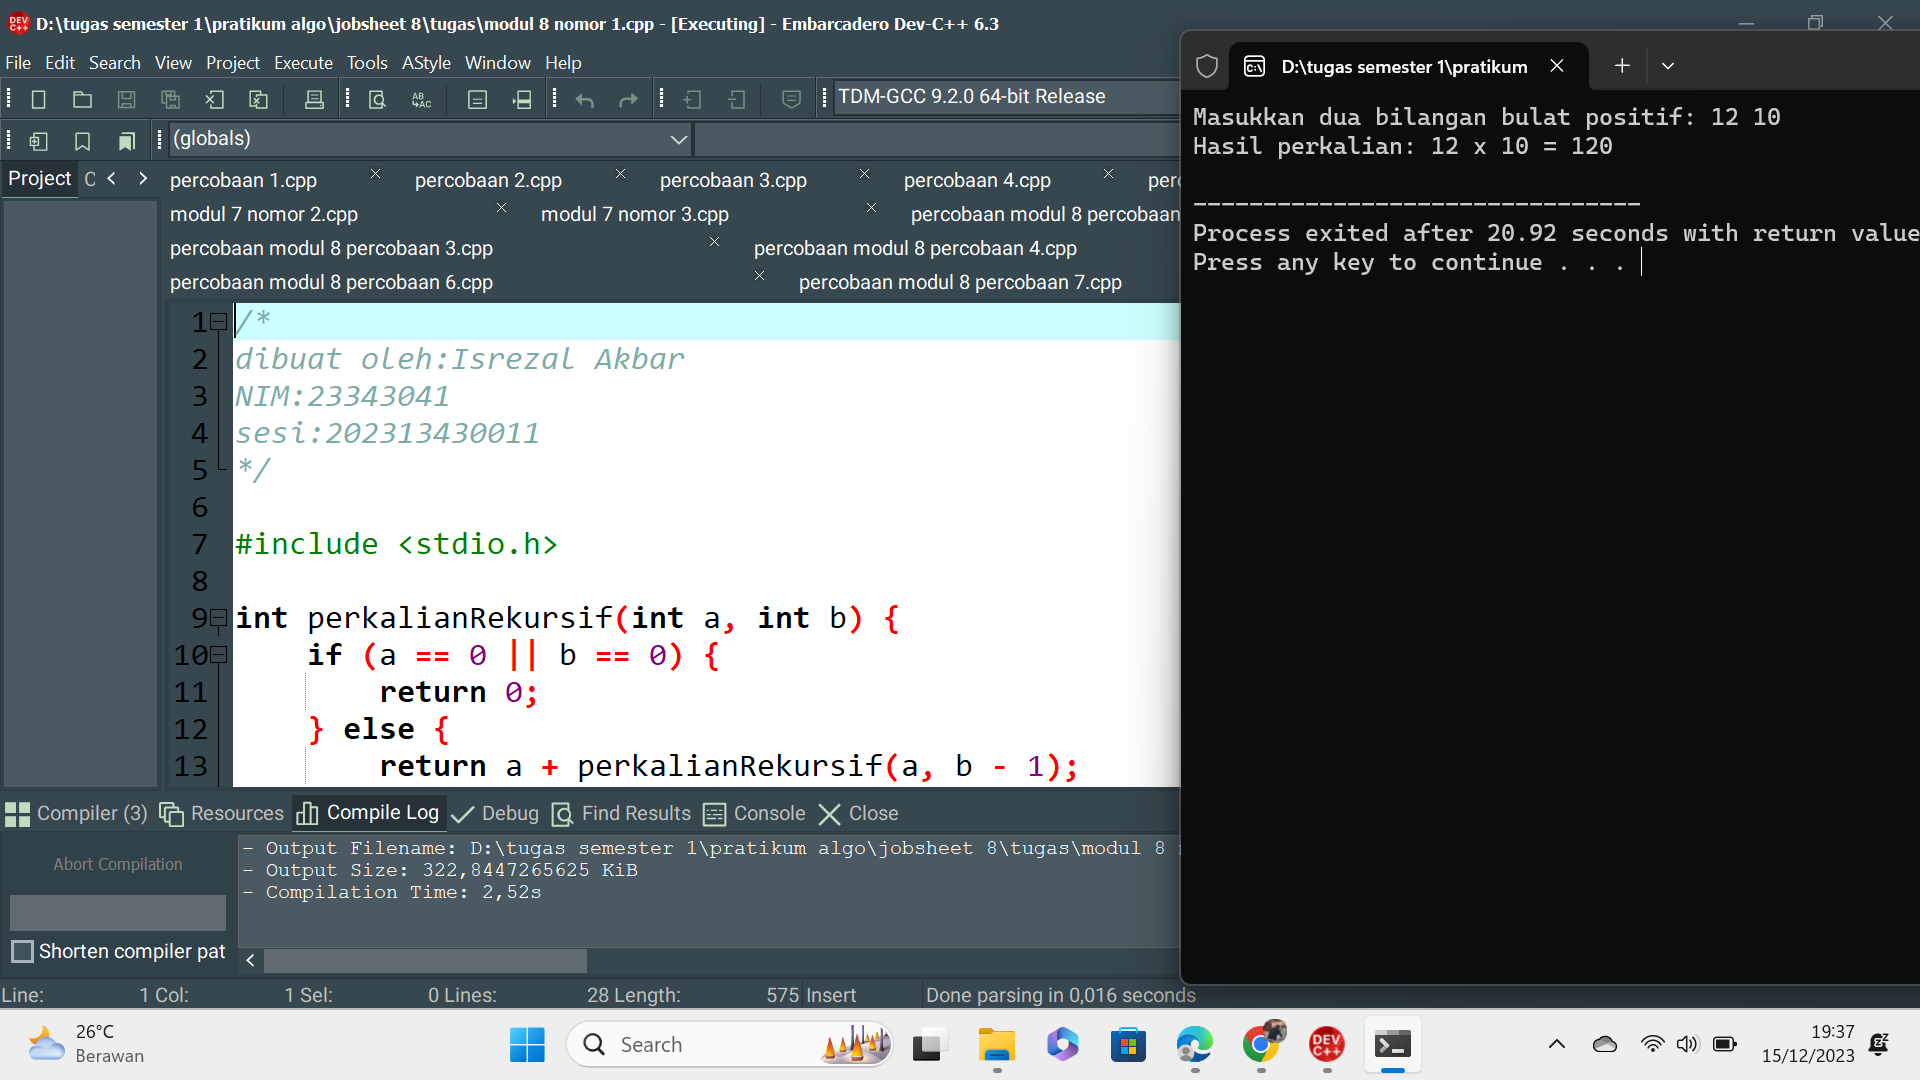 D:\tugas semester 1\pratikum algo\jobsheet 8\tugas\modul 8 nomor 1.cpp - [Executing] - Embarcadero Dev-C++ 6.3
File Edit Search View Project Execute Tools AStyle Window Help
TDM-GCC 9.2.0 64-bit Release
(globals)
Project
percobaan 1.cpp percobaan 2.cpp percobaan 3.cpp percobaan 4.cpp
modul 7 nomor 2.cpp modul 7 nomor 3.cpp percobaan modul 8 percobaan
percobaan modul 8 percobaan 3.cpp percobaan modul 8 percobaan 4.cpp
percobaan modul 8 percobaan 6.cpp percobaan modul 8 percobaan 7.cpp
1 /*
2 dibuat oleh:Isrezal Akbar
3 NIM:23343041
4 sesi:202313430011
5 */
6
7 #include <stdio.h>
8
9 int perkalianRekursif(int a, int b) {
10 if (a == 0 || b == 0) {
11 return 0;
12 } else {
13 return a + perkalianRekursif(a, b - 1);
Compiler (3) Resources Compile Log Debug Find Results Console Close
Abort Compilation
Shorten compiler pat
- Output Filename: D:\tugas semester 1\pratikum algo\jobsheet 8\tugas\modul 8
- Output Size: 322,8447265625 KiB
- Compilation Time: 2,52s
Line: 1 Col: 1 Sel: 0 Lines: 28 Length: 575 Insert Done parsing in 0,016 seconds
D:\tugas semester 1\pratikum
Masukkan dua bilangan bulat positif: 12 10
Hasil perkalian: 12 x 10 = 120
--------------------------------
Process exited after 20.92 seconds with return value
Press any key to continue . . .
26°C
Berawan
Search
DEV C++
19:37
15/12/2023